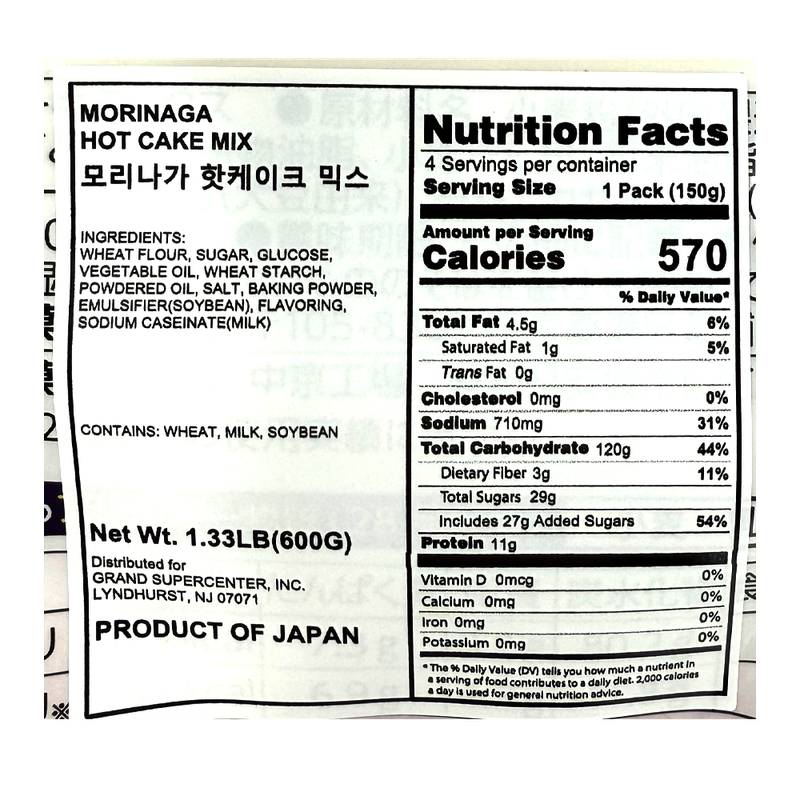 MORINAGA
HOT CAKE MIX
모리나가 핫케이크 믹스
INGREDIENTS:
WHEAT FLOUR, SUGAR, GLUCOSE,
VEGETABLE OIL, WHEAT STARCH,
POWDERED OIL, SALT, BAKING POWDER,
EMULSIFIER(SOYBEAN), FLAVORING,
SODIUM CASEINATE(MILK)
CONTAINS: WHEAT, MILK, SOYBEAN
Net Wt. 1.33LB(600G)
Distributed for
GRAND SUPERCENTER, INC.
LYNDHURST, NJ 07071
PRODUCT OF JAPAN
Nutrition Facts
4 Servings per container
Serving Size 1 Pack (150g)
Amount per Serving
Calories 570
% Daily Value*
Total Fat 4.5g 6%
Saturated Fat 1g 5%
Trans Fat 0g
Cholesterol 0mg 0%
Sodium 710mg 31%
Total Carbohydrate 120g 44%
Dietary Fiber 3g 11%
Total Sugars 29g
Includes 27g Added Sugars 54%
Protein 11g
Vitamin D 0mcg 0%
Calcium 0mg 0%
Iron 0mg 0%
Potassium 0mg 0%
* The % Daily Value (DV) tells you how much a nutrient in
a serving of food contributes to a daily diet. 2,000 calories
a day is used for general nutrition advice.